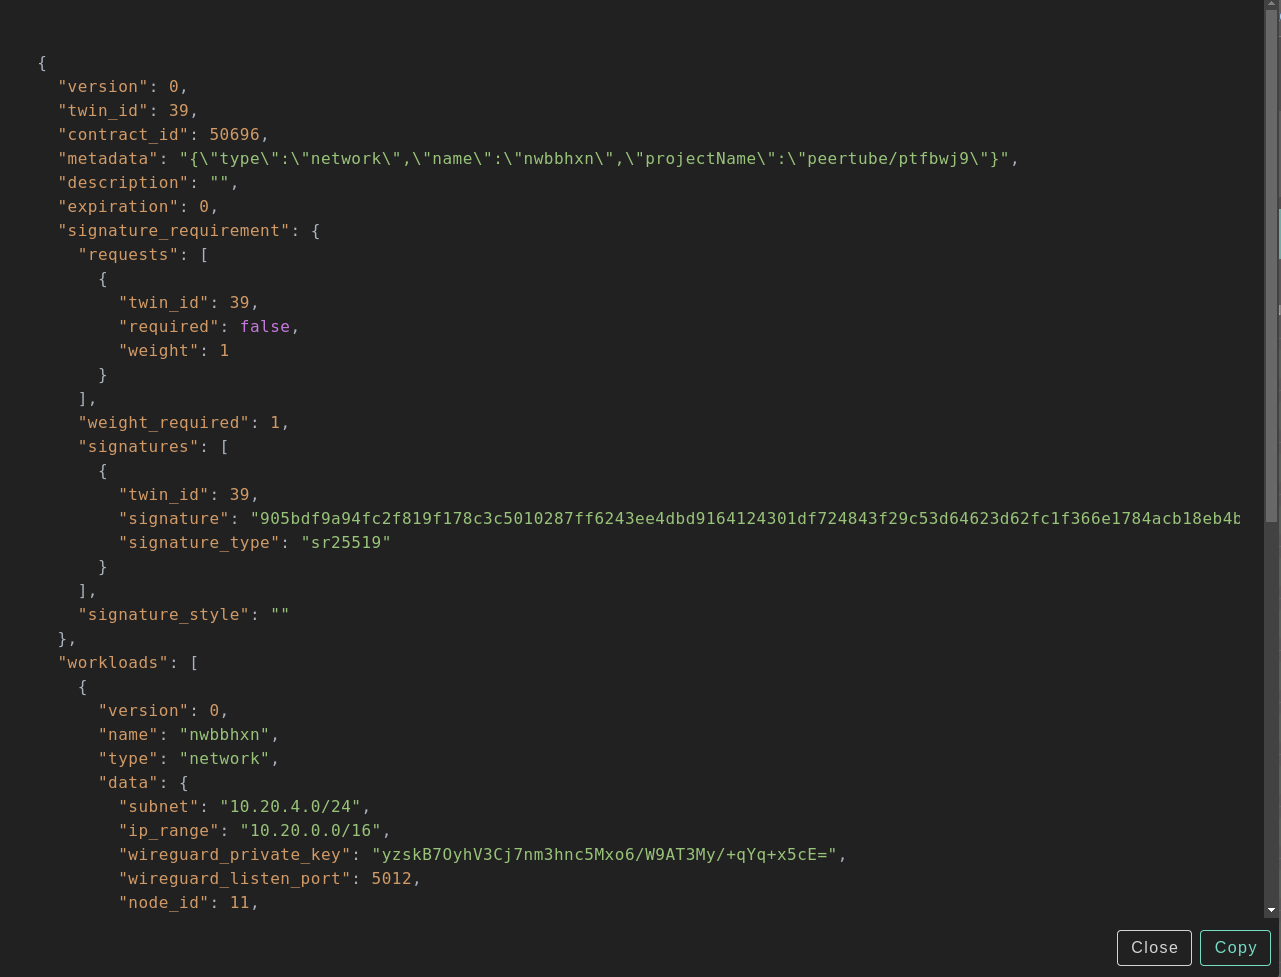 {
  "version": 0,
  "twin_id": 39,
  "contract_id": 50696,
  "metadata": "{\"type\":\"network\",\"name\":\"nwbbhxn\",\"projectName\":\"peertube/ptfbwj9\"}",
  "description": "",
  "expiration": 0,
  "signature_requirement": {
    "requests": [
      {
        "twin_id": 39,
        "required": false,
        "weight": 1
      }
    ],
    "weight_required": 1,
    "signatures": [
      {
        "twin_id": 39,
        "signature": "905bdf9a94fc2f819f178c3c5010287ff6243ee4dbd9164124301df724843f29c53d64623d62fc1f366e1784acb18eb4b
        "signature_type": "sr25519"
      }
    ],
    "signature_style": ""
  },
  "workloads": [
    {
      "version": 0,
      "name": "nwbbhxn",
      "type": "network",
      "data": {
        "subnet": "10.20.4.0/24",
        "ip_range": "10.20.0.0/16",
        "wireguard_private_key": "yzskB7OyhV3Cj7nm3hnc5Mxo6/W9AT3My/+qYq+x5cE=",
        "wireguard_listen_port": 5012,
        "node_id": 11,
Close
Copy